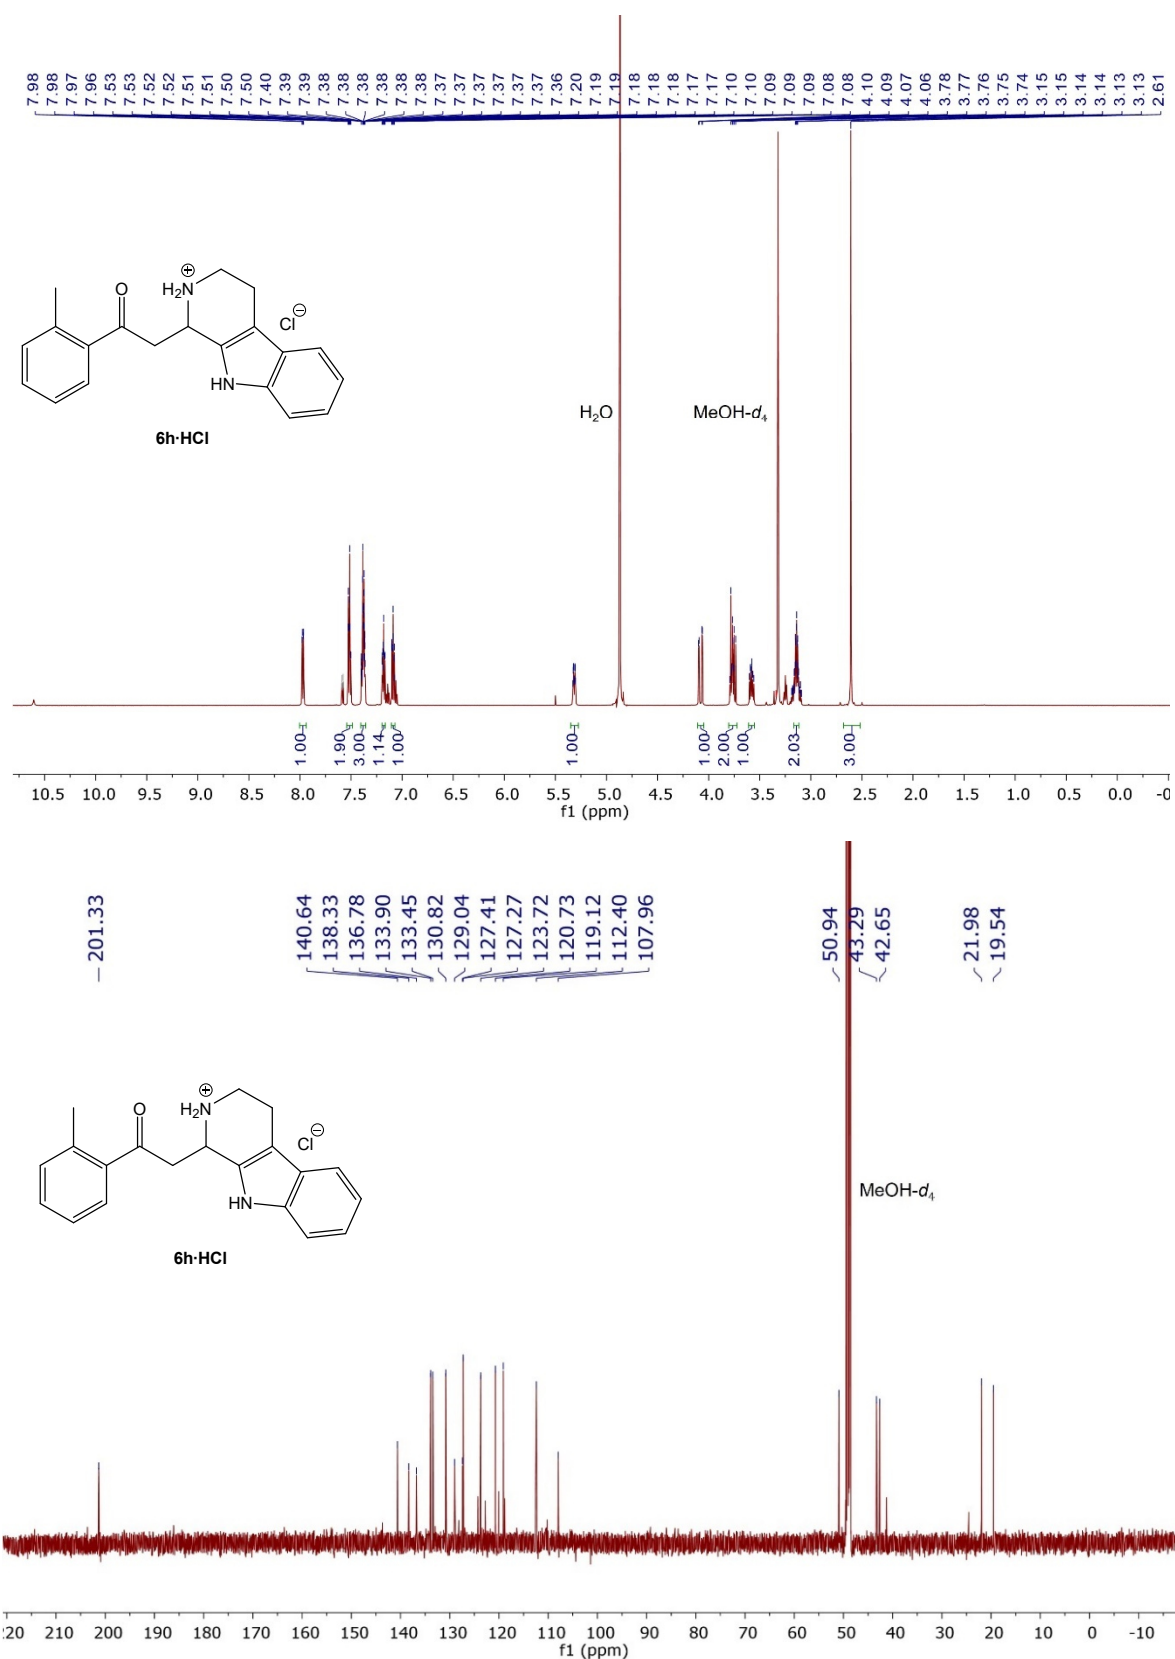 7.98 7.98 7.97 7.96 7.53 7.53 7.52 7.52 7.51 7.51 7.50 7.50 7.40 7.39 7.39 7.38 7.38 7.38 7.38 7.38 7.38 7.37 7.37 7.37 7.37 7.37 7.37 7.36 7.20 7.19 7.19 7.18 7.18 7.18 7.17 7.17 7.10 7.10 7.09 7.09 7.09 7.08 7.08 4.10 4.09 4.07 4.06 3.78 3.77 3.76 3.75 3.74 3.15 3.15 3.14 3.14 3.13 3.13 2.61
O
H₂N
⊕
Cl⊖
HN
6h·HCl
H₂O
MeOH-d₄
1.00 1.90 3.00 1.14 1.00 1.00 1.00 2.00 1.00 2.03 3.00
10.5 10.0 9.5 9.0 8.5 8.0 7.5 7.0 6.5 6.0 5.5 5.0 4.5 4.0 3.5 3.0 2.5 2.0 1.5 1.0 0.5 0.0 -0
f1 (ppm)
201.33 140.64 138.33 136.78 133.90 133.45 130.82 129.04 127.41 127.27 123.72 120.73 119.12 112.40 107.96 50.94 43.29 42.65 21.98 19.54
O
H₂N
⊕
Cl⊖
HN
6h·HCl
MeOH-d₄
20 210 200 190 180 170 160 150 140 130 120 110 100 90 80 70 60 50 40 30 20 10 0 -10
f1 (ppm)